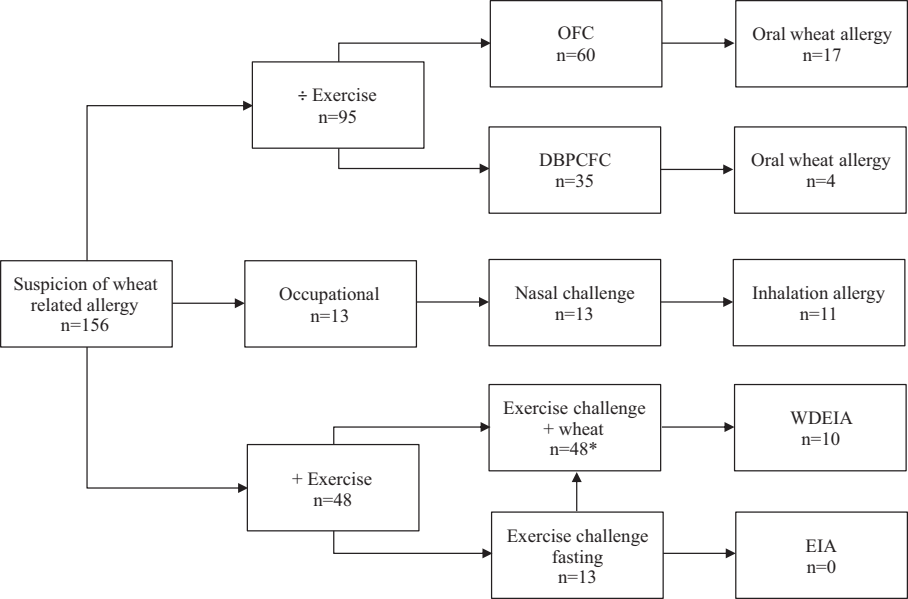 Suspicion of wheat
related allergy
n=156
÷ Exercise
n=95
OFC
n=60
Oral wheat allergy
n=17
DBPCFC
n=35
Oral wheat allergy
n=4
Occupational
n=13
Nasal challenge
n=13
Inhalation allergy
n=11
+ Exercise
n=48
Exercise challenge
+ wheat
n=48*
WDEIA
n=10
Exercise challenge
fasting
n=13
EIA
n=0